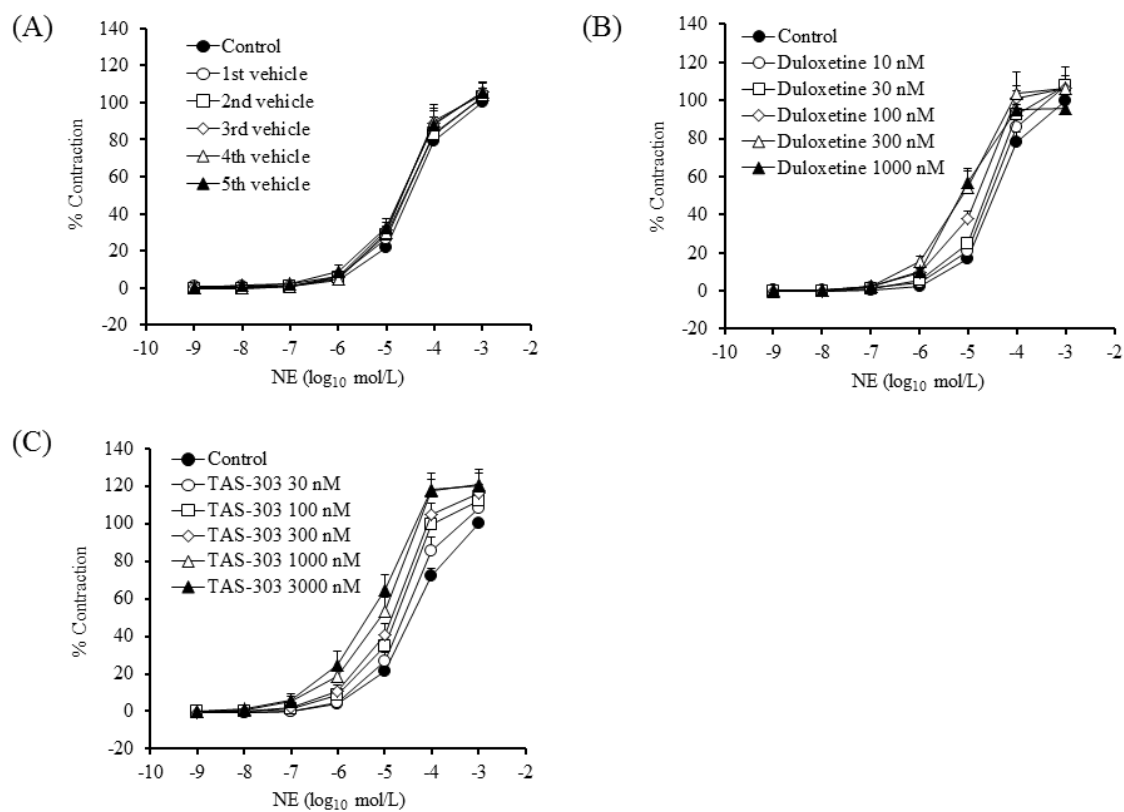 (A)
140
120
100
80
60
40
20
0
-20
% Contraction
Control
1st vehicle
2nd vehicle
3rd vehicle
4th vehicle
5th vehicle
-10 -9 -8 -7 -6 -5 -4 -3 -2
NE (log₁₀ mol/L)
(B)
140
120
100
80
60
40
20
0
-20
% Contraction
Control
Duloxetine 10 nM
Duloxetine 30 nM
Duloxetine 100 nM
Duloxetine 300 nM
Duloxetine 1000 nM
-10 -9 -8 -7 -6 -5 -4 -3 -2
NE (log₁₀ mol/L)
(C)
140
120
100
80
60
40
20
0
-20
% Contraction
Control
TAS-303 30 nM
TAS-303 100 nM
TAS-303 300 nM
TAS-303 1000 nM
TAS-303 3000 nM
-10 -9 -8 -7 -6 -5 -4 -3 -2
NE (log₁₀ mol/L)